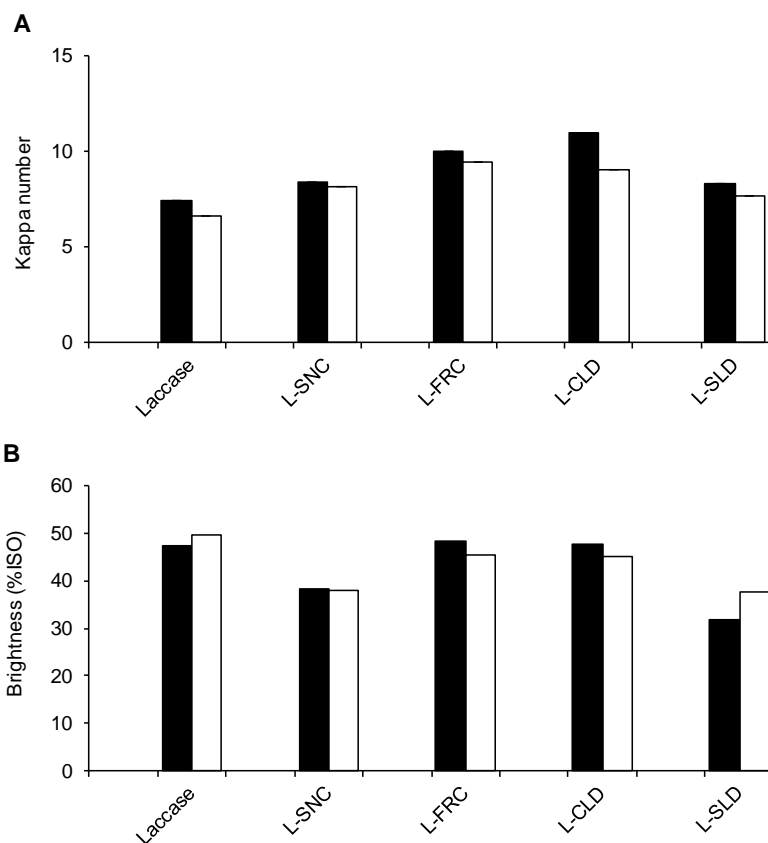 A
15
10
5
0
Kappa number
Laccase
L-SNC
L-FRC
L-CLD
L-SLD
B
60
50
40
30
20
10
0
Brightness (%ISO)
Laccase
L-SNC
L-FRC
L-CLD
L-SLD